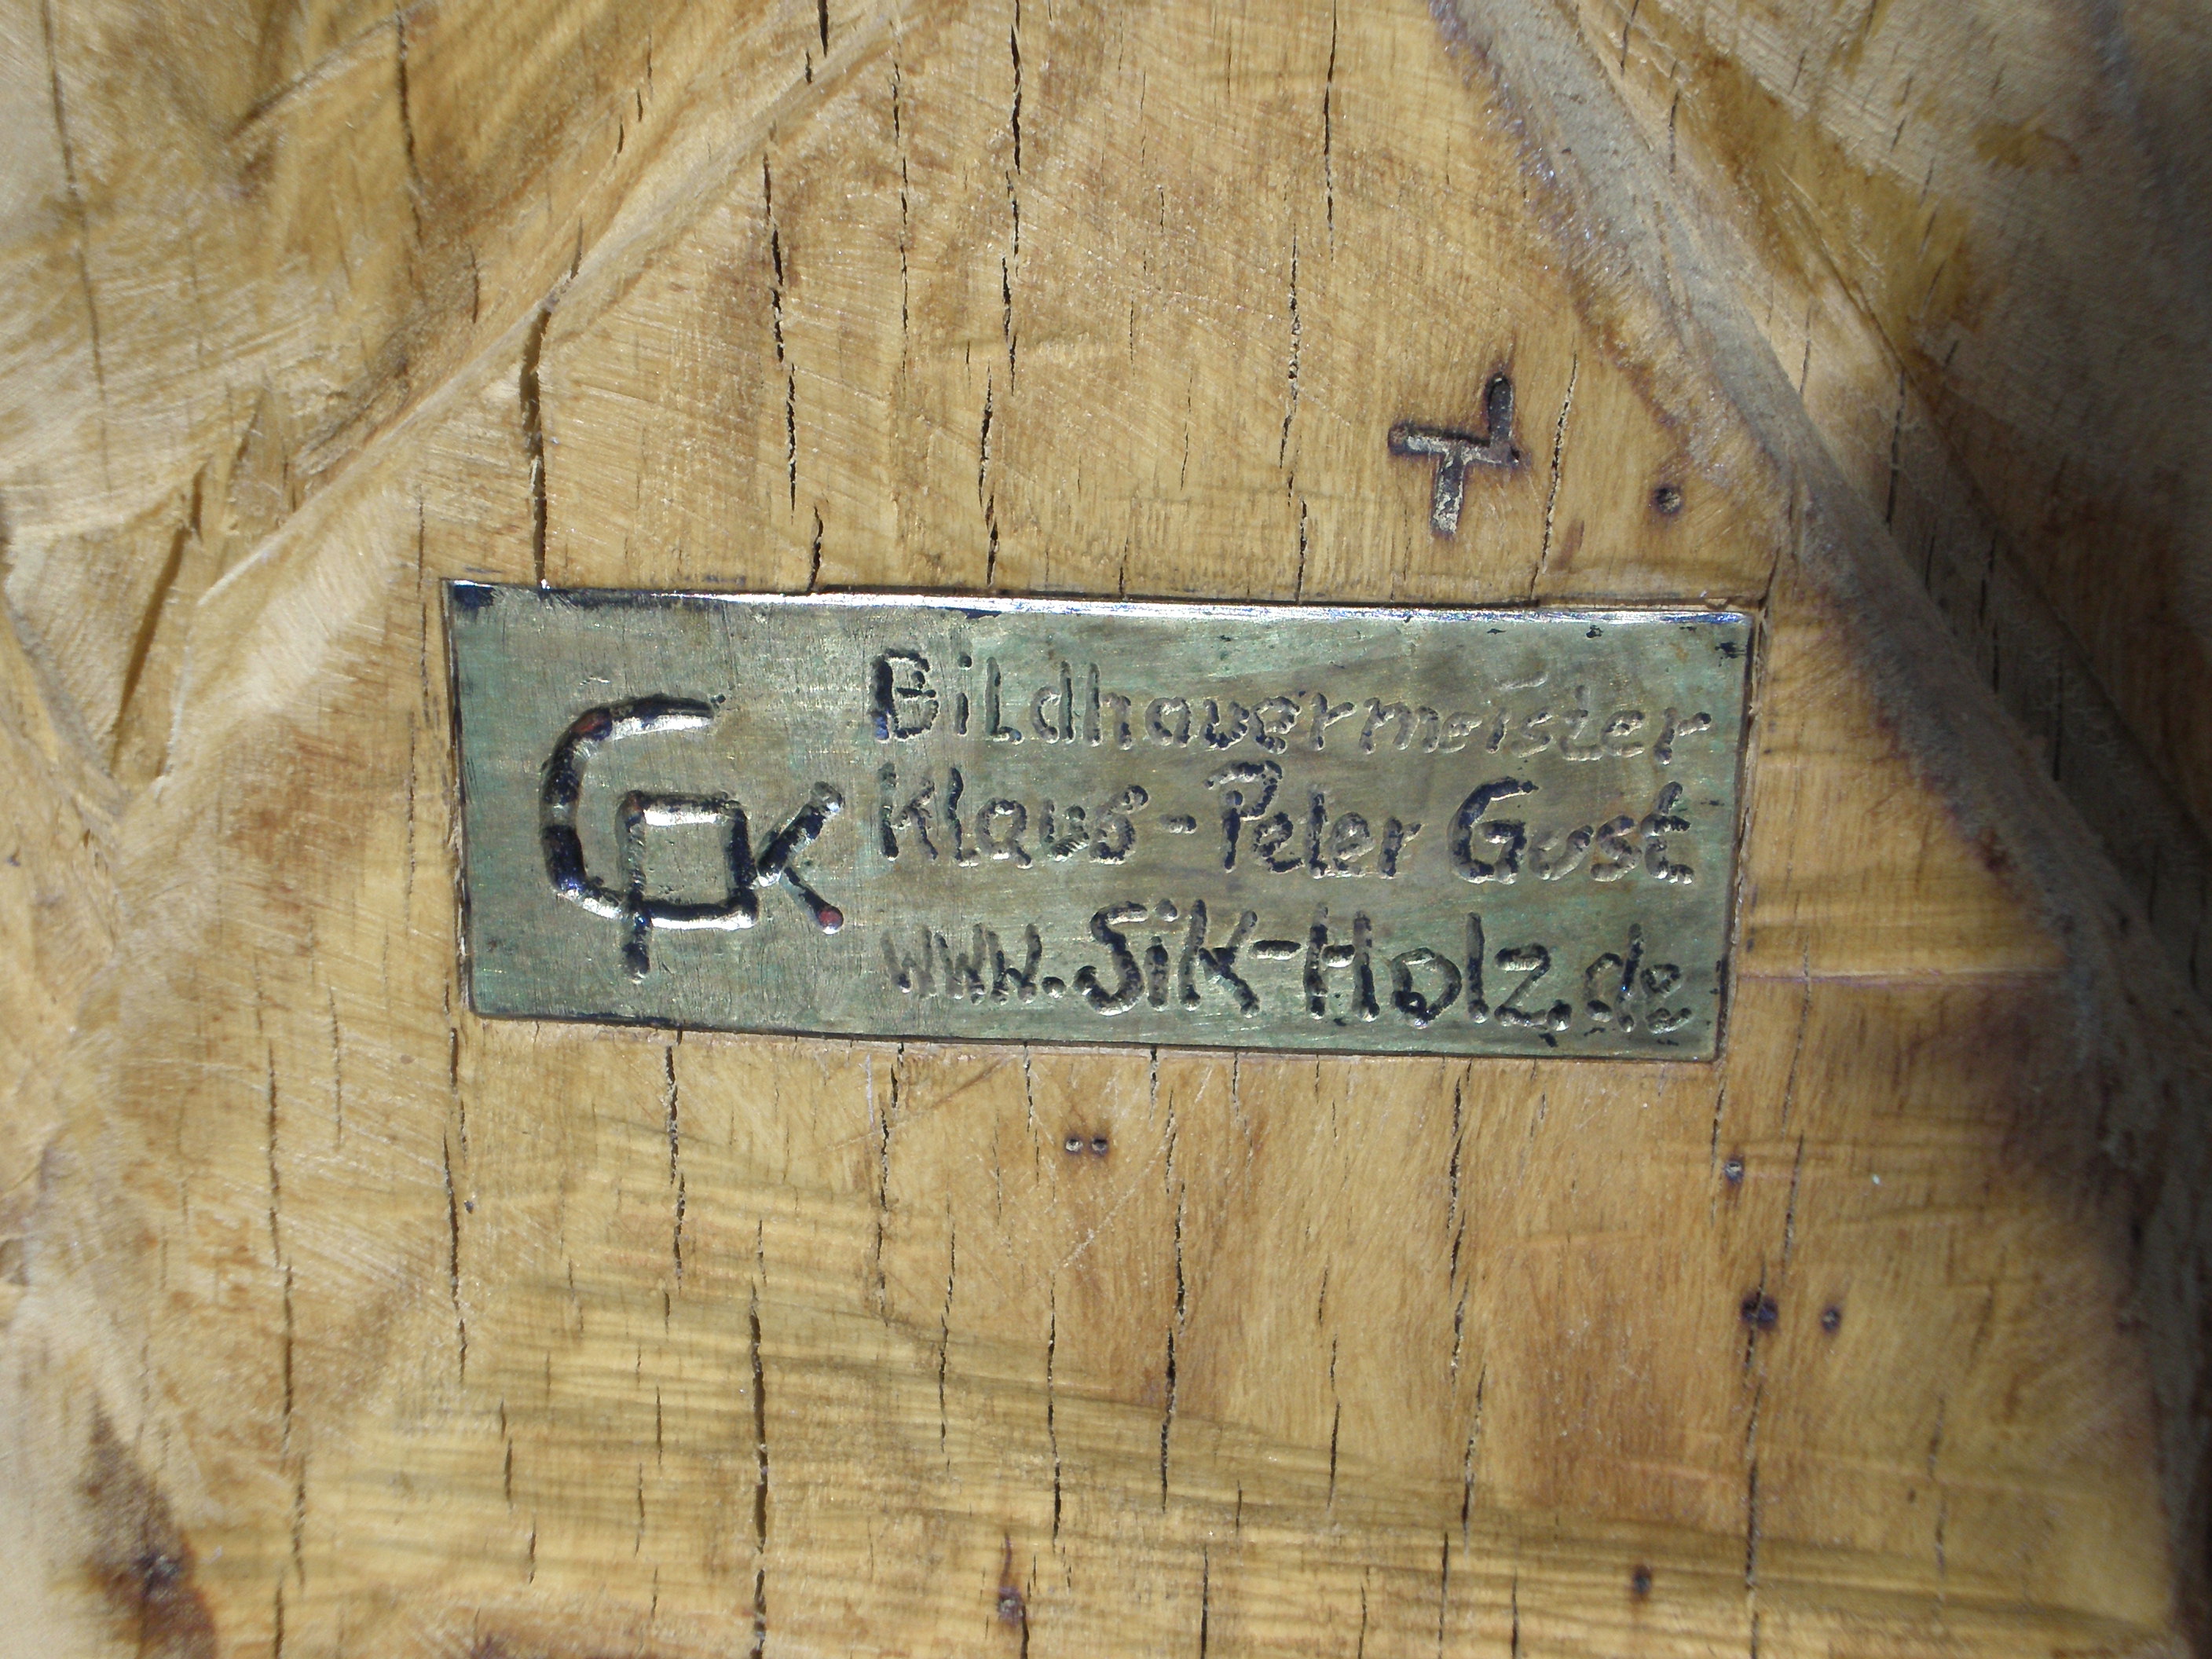 GPK
Bildhauermeister
Klaus-Peter Gust
www.SiK-Holz.de